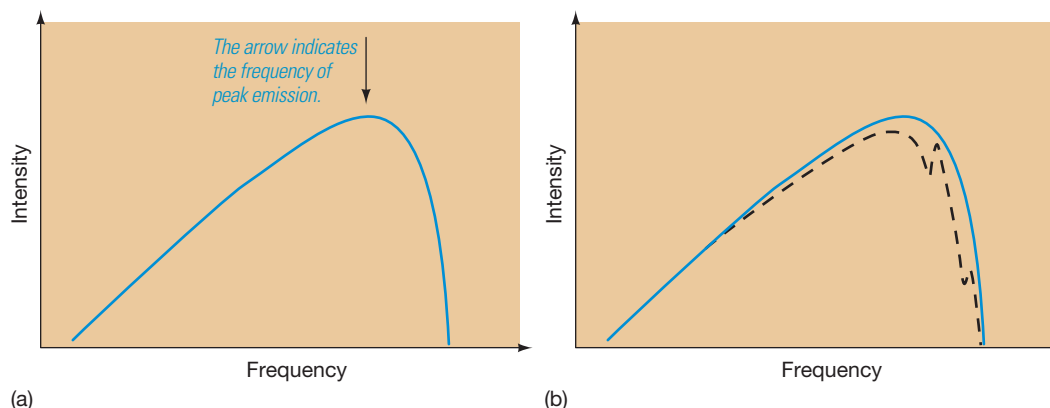 The arrow indicates
the frequency of
peak emission.
Intensity
Frequency
(a)
Intensity
Frequency
(b)